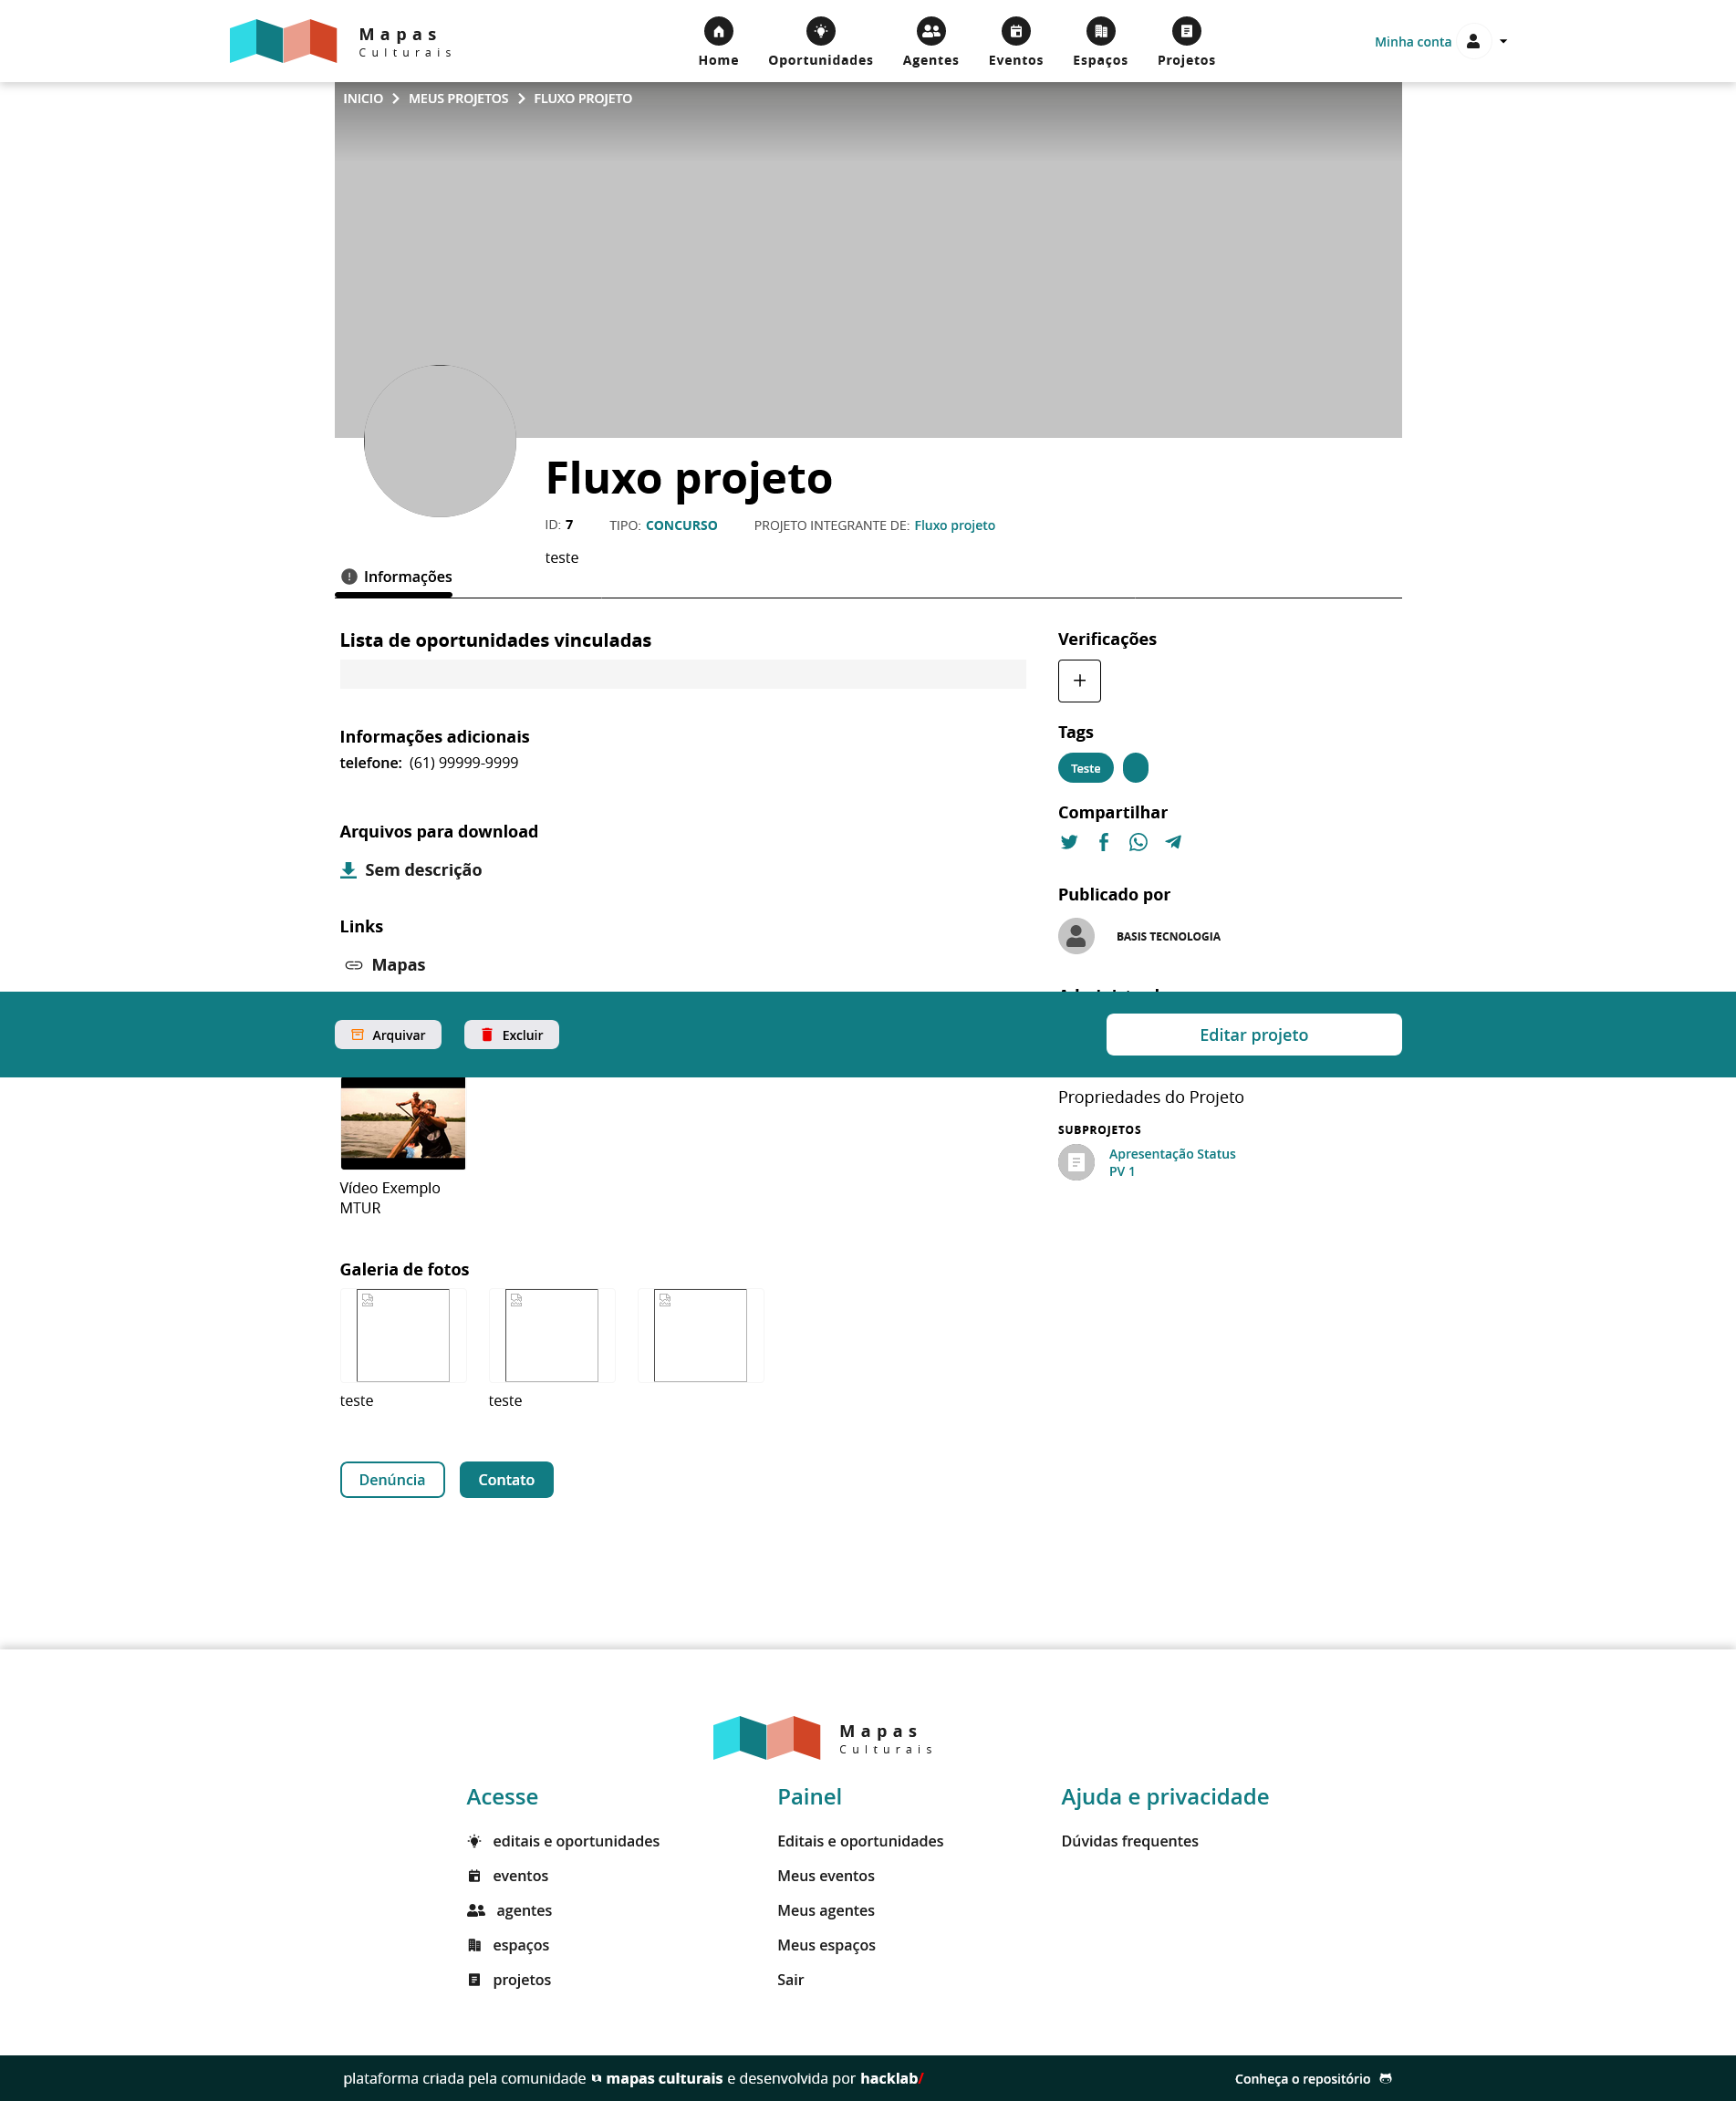 Mapas
Culturais
Home
Oportunidades
Agentes
Eventos
Espaços
Projetos
Minha conta
INICIO
MEUS PROJETOS
FLUXO PROJETO
Fluxo projeto
ID: 7
TIPO: CONCURSO
PROJETO INTEGRANTE DE: Fluxo projeto
teste
Informações
Lista de oportunidades vinculadas
Informações adicionais
telefone: (61) 99999-9999
Arquivos para download
Sem descrição
Links
Mapas
Verificações
+
Tags
Teste
Compartilhar
Publicado por
BASIS TECNOLOGIA
Arquivar
Excluir
Editar projeto
Vídeo Exemplo
MTUR
Propriedades do Projeto
SUBPROJETOS
Apresentação Status
PV 1
Galeria de fotos
teste
teste
Denúncia
Contato
Mapas
Culturais
Acesse
editais e oportunidades
eventos
agentes
espaços
projetos
Painel
Editais e oportunidades
Meus eventos
Meus agentes
Meus espaços
Sair
Ajuda e privacidade
Dúvidas frequentes
plataforma criada pela comunidade mapas culturais e desenvolvida por hacklab/
Conheça o repositório